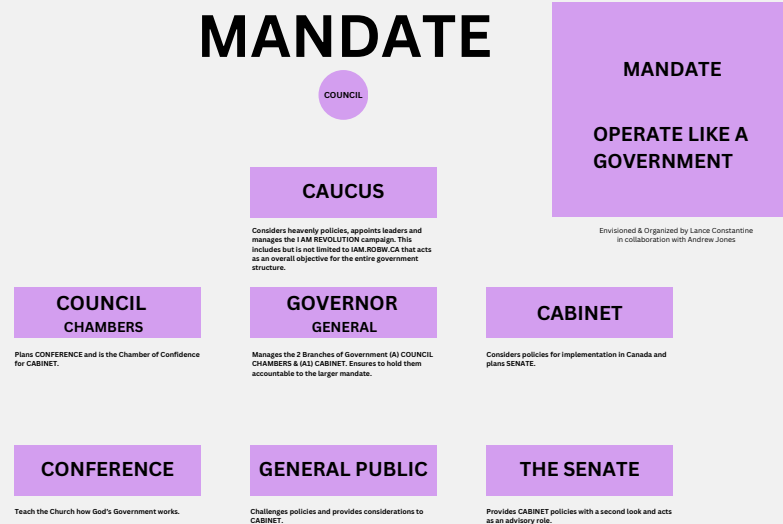 MANDATE
COUNCIL
MANDATE
OPERATE LIKE A
GOVERNMENT
Envisioned & Organized by Lance Constantine
in collaboration with Andrew Jones
CAUCUS
Considers heavenly policies, appoints leaders and
manages the I AM REVOLUTION campaign. This
includes but is not limited to IAM.ROBW.CA that acts
as an overall objective for the entire government
structure.
COUNCIL
CHAMBERS
Plans CONFERENCE and is the Chamber of Confidence
for CABINET.
GOVERNOR
GENERAL
Manages the 2 Branches of Government (A) COUNCIL
CHAMBERS & (A1) CABINET. Ensures to hold them
accountable to the larger mandate.
CABINET
Considers policies for implementation in Canada and
plans SENATE.
CONFERENCE
Teach the Church how God's Government works.
GENERAL PUBLIC
Challenges policies and provides considerations to
CABINET.
THE SENATE
Provides CABINET policies with a second look and acts
as an advisory role.